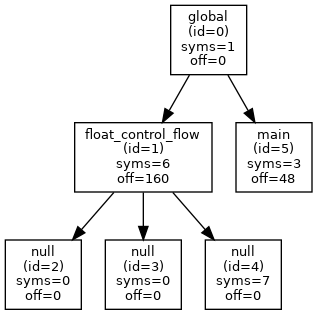 global
(id=0)
syms=1
off=0
float_control_flow
(id=1)
syms=6
off=160
main
(id=5)
syms=3
off=48
null
(id=2)
syms=0
off=0
null
(id=3)
syms=0
off=0
null
(id=4)
syms=7
off=0